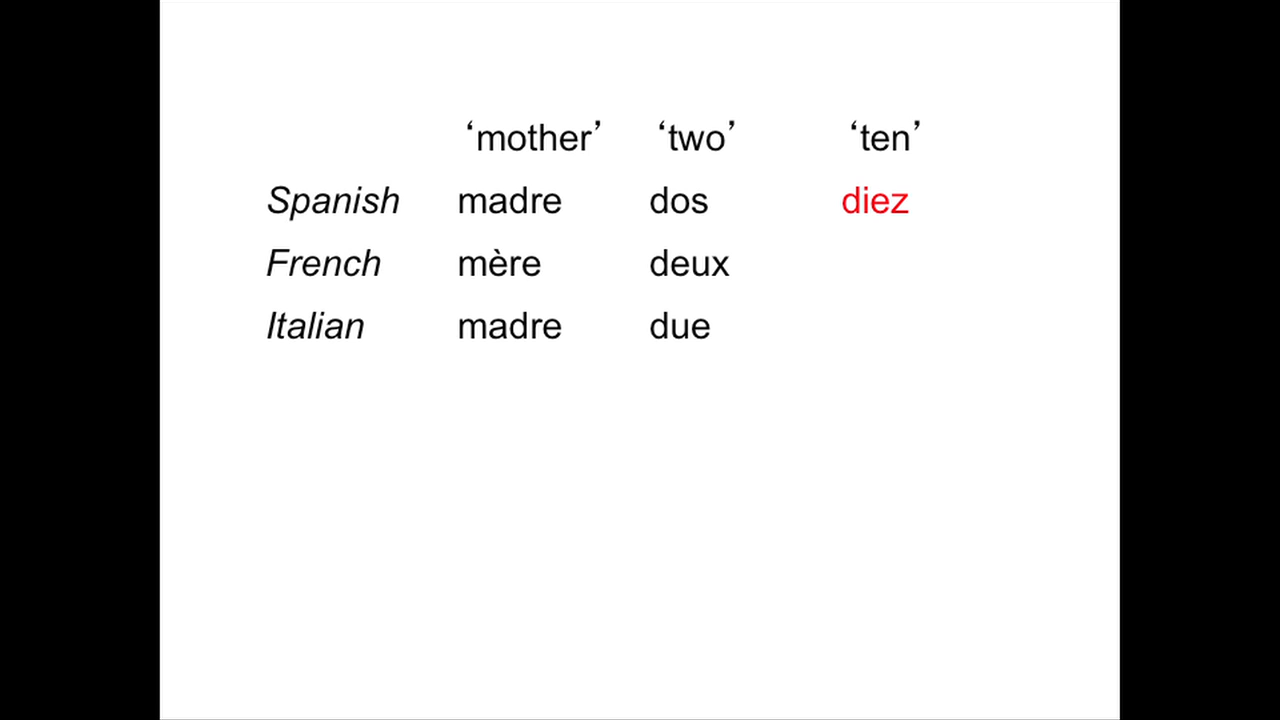 ‘mother’ ‘two’ ‘ten’
Spanish madre dos diez
French mère deux
Italian madre due